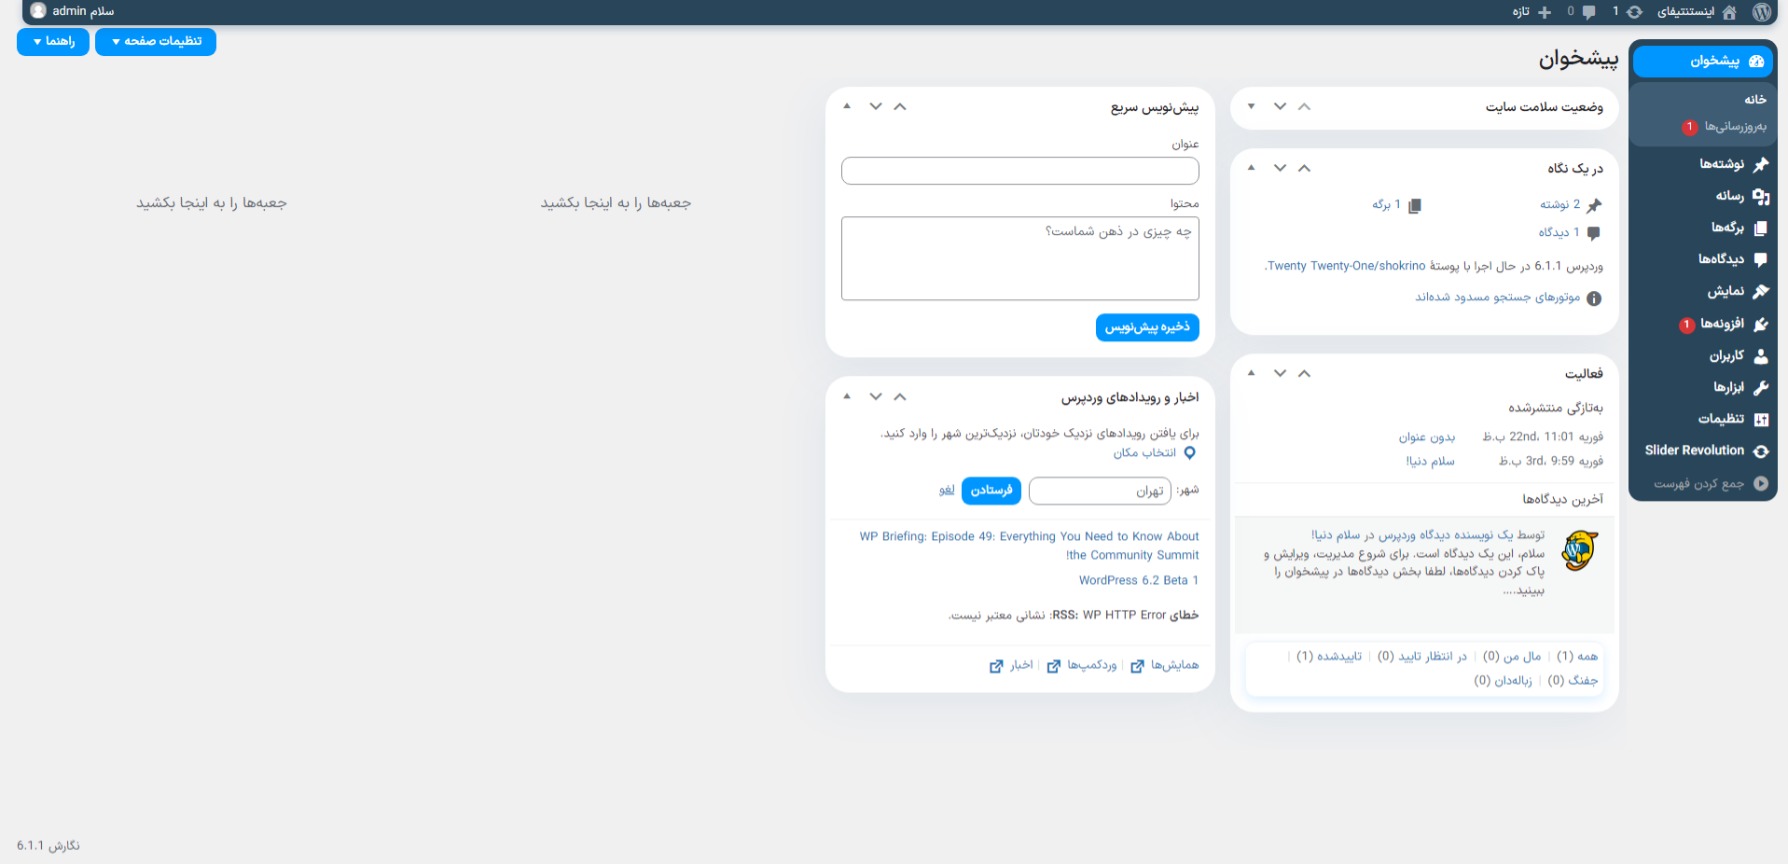 اینستنتیفای
1
0
تازه
سلام admin
تنظیمات صفحه
راهنما
پیشخوان
پیشخوان
خانه
به‌روزرسانی‌ها 1
نوشته‌ها
رسانه
برگه‌ها
دیدگاه‌ها
نمایش
افزونه‌ها 1
کاربران
ابزارها
تنظیمات
Slider Revolution
جمع کردن فهرست
وضعیت سلامت سایت
در یک نگاه
2 نوشته
1 برگه
1 دیدگاه
وردپرس 6.1.1 در حال اجرا با پوستهٔ Twenty Twenty-One/shokrino.
موتورهای جستجو مسدود شده‌اند
فعالیت
به‌تازگی منتشرشده
فوریه 22nd، 11:01 ب.ظ بدون عنوان
فوریه 3rd، 9:59 ب.ظ سلام دنیا!
آخرین دیدگاه‌ها
توسط یک نویسنده دیدگاه وردپرس در سلام دنیا!
سلام، این یک دیدگاه است. برای شروع مدیریت، ویرایش و
پاک کردن دیدگاه‌ها، لطفا بخش دیدگاه‌ها در پیشخوان را
ببینید.…
همه (1) | مال من (0) | در انتظار تایید (0) | تاییدشده (1) |
جفنگ (0) | زباله‌دان (0)
پیش‌نویس سریع
عنوان
محتوا
چه چیزی در ذهن شماست؟
ذخیره پیش‌نویس
اخبار و رویدادهای وردپرس
برای یافتن رویدادهای نزدیک خودتان، نزدیک‌ترین شهر را وارد کنید.
انتخاب مکان
شهر: تهران فرستادن لغو
WP Briefing: Episode 49: Everything You Need to Know About
the Community Summit!
WordPress 6.2 Beta 1
خطای RSS: WP HTTP Error: نشانی معتبر نیست.
همایش‌ها | وردکمپ‌ها | اخبار
جعبه‌ها را به اینجا بکشید
جعبه‌ها را به اینجا بکشید
نگارش 6.1.1